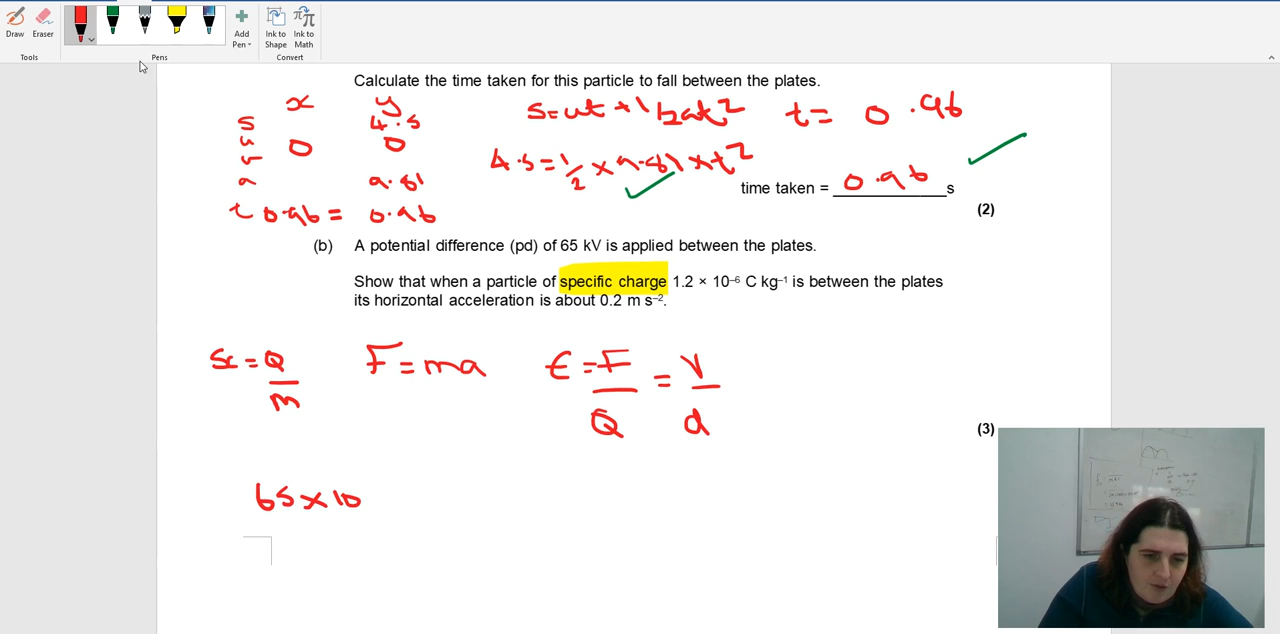 Draw Eraser Add Pen Ink to Shape Ink to Math
Tools Pens Convert
Calculate the time taken for this particle to fall between the plates.
x y
s 4.5
u 0 0
v
a 9.81
t 0.96 = 0.96
s=ut+1/2at² t= 0.96
4.5=1/2×9.81×t²
time taken = 0.96 s
(2)
(b) A potential difference (pd) of 65 kV is applied between the plates.
Show that when a particle of specific charge 1.2 × 10⁻⁶ C kg⁻¹ is between the plates
its horizontal acceleration is about 0.2 m s⁻².
Sc = Q/m F=ma E = F/Q = V/d
(3)
65×10